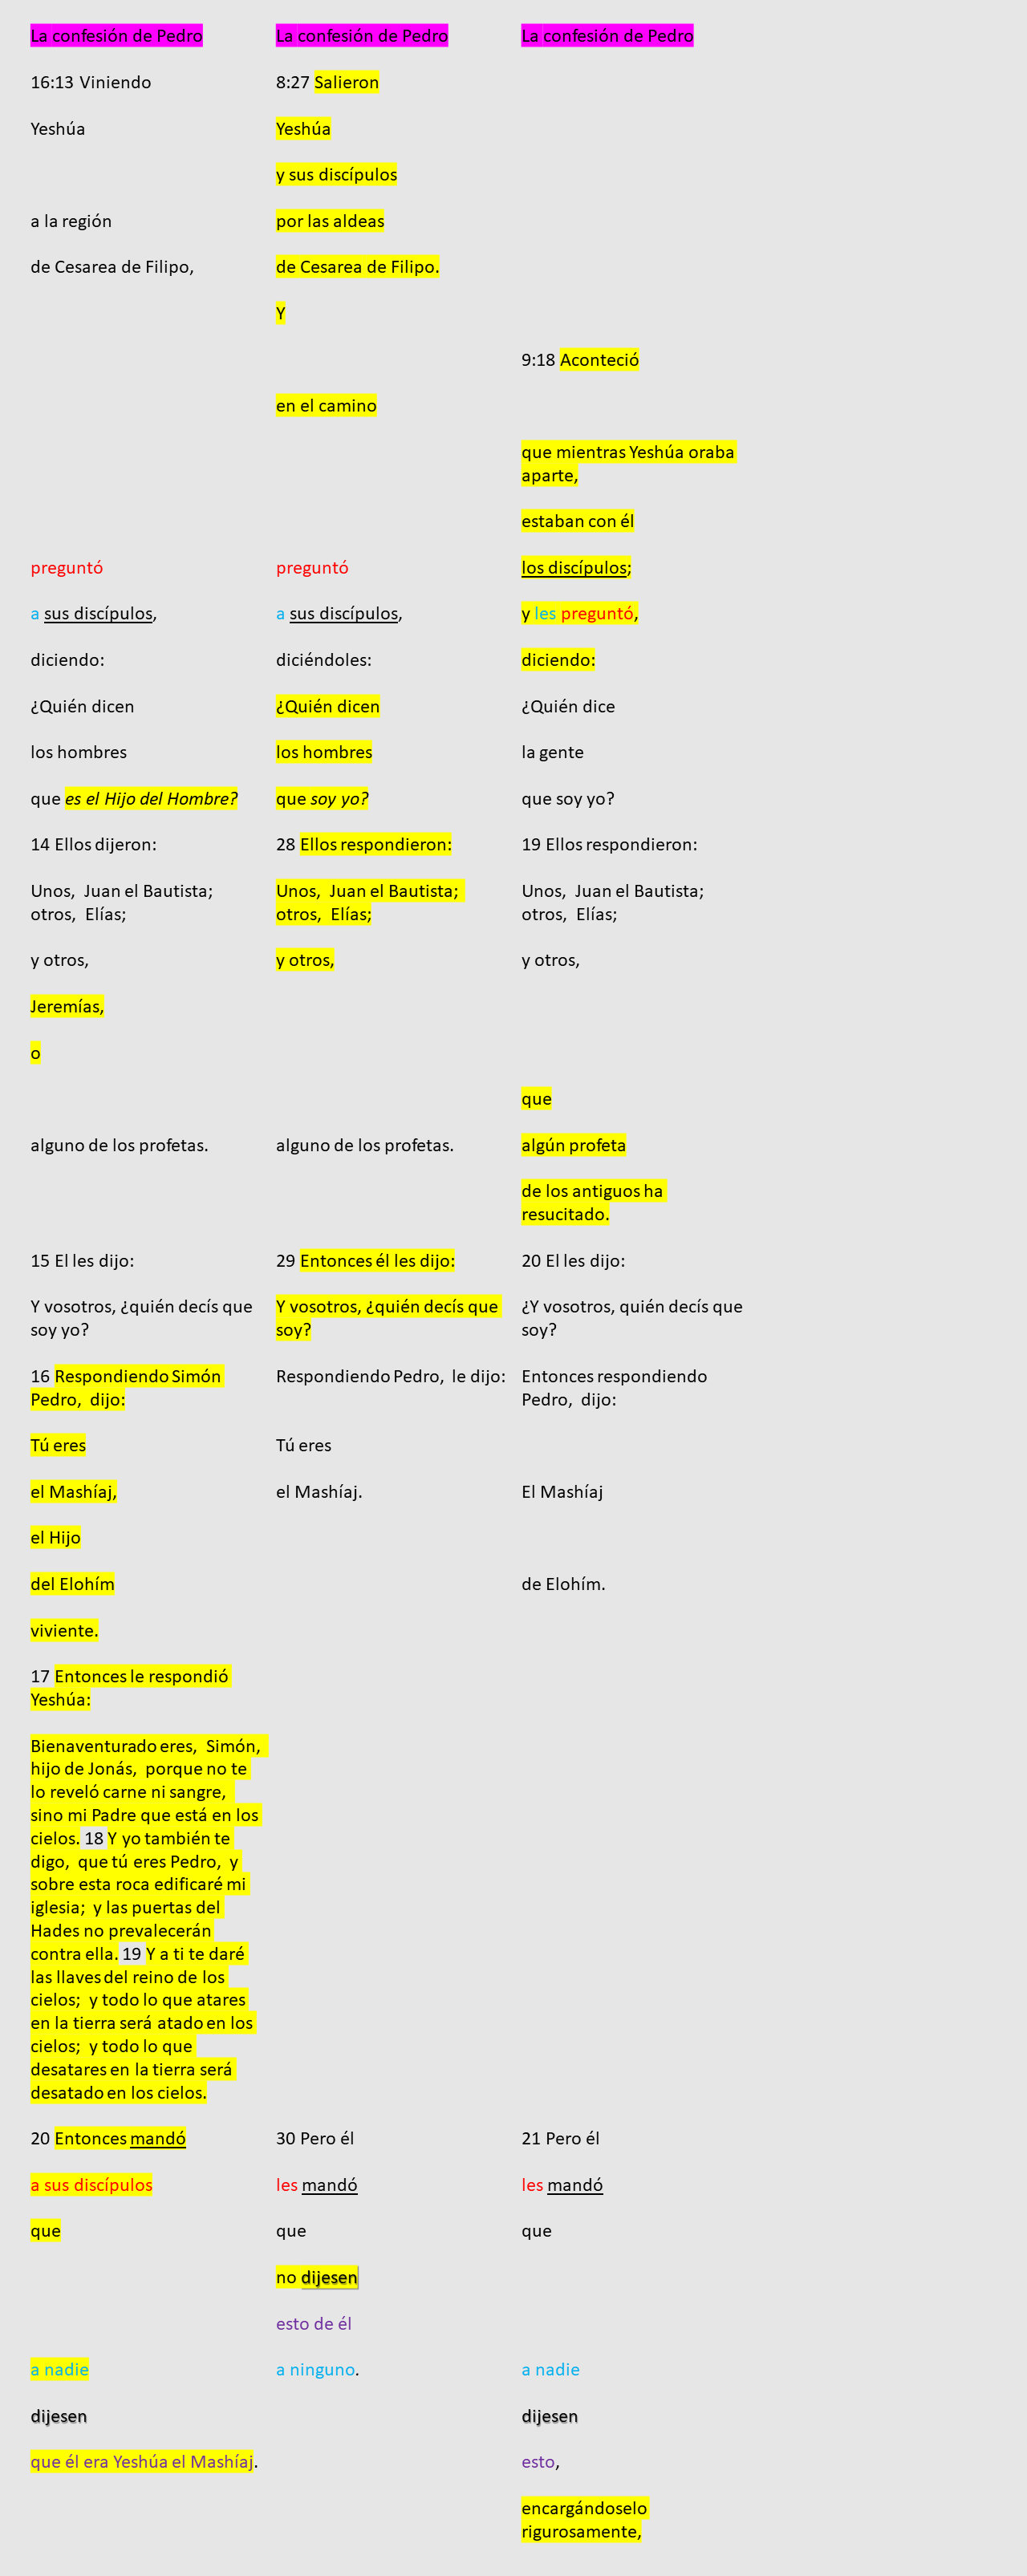 La confesión de Pedro La confesión de Pedro La confesión de Pedro
16:13 Viniendo 8:27 Salieron
Yeshúa Yeshúa
y sus discípulos
a la región por las aldeas
de Cesarea de Filipo, de Cesarea de Filipo.
Y
9:18 Aconteció
en el camino
que mientras Yeshúa oraba
aparte,
estaban con él
preguntó preguntó los discípulos;
a sus discípulos, a sus discípulos, y les preguntó,
diciendo: diciéndoles: diciendo:
¿Quién dicen ¿Quién dicen ¿Quién dice
los hombres los hombres la gente
que es el Hijo del Hombre? que soy yo? que soy yo?
14 Ellos dijeron: 28 Ellos respondieron: 19 Ellos respondieron:
Unos, Juan el Bautista; Unos, Juan el Bautista; Unos, Juan el Bautista;
otros, Elías; otros, Elías; otros, Elías;
y otros, y otros, y otros,
Jeremías,
o
que
alguno de los profetas. alguno de los profetas. algún profeta
de los antiguos ha
resucitado.
15 El les dijo: 29 Entonces él les dijo: 20 El les dijo:
Y vosotros, ¿quién decís que Y vosotros, ¿quién decís que ¿Y vosotros, quién decís que
soy yo? soy? soy?
16 Respondiendo Simón Respondiendo Pedro, le dijo: Entonces respondiendo
Pedro, dijo: Pedro, dijo:
Tú eres Tú eres
el Mashíaj, el Mashíaj. El Mashíaj
el Hijo
del Elohím de Elohím.
viviente.
17 Entonces le respondió
Yeshúa:
Bienaventurado eres, Simón,
hijo de Jonás, porque no te
lo reveló carne ni sangre,
sino mi Padre que está en los
cielos. 18 Y yo también te
digo, que tú eres Pedro, y
sobre esta roca edificaré mi
iglesia; y las puertas del
Hades no prevalecerán
contra ella. 19 Y a ti te daré
las llaves del reino de los
cielos; y todo lo que atares
en la tierra será atado en los
cielos; y todo lo que
desatares en la tierra será
desatado en los cielos.
20 Entonces mandó 30 Pero él 21 Pero él
a sus discípulos les mandó les mandó
que que que
no dijesen
esto de él
a nadie a ninguno. a nadie
dijesen dijesen
que él era Yeshúa el Mashíaj. esto,
encargándoselo
rigurosamente,